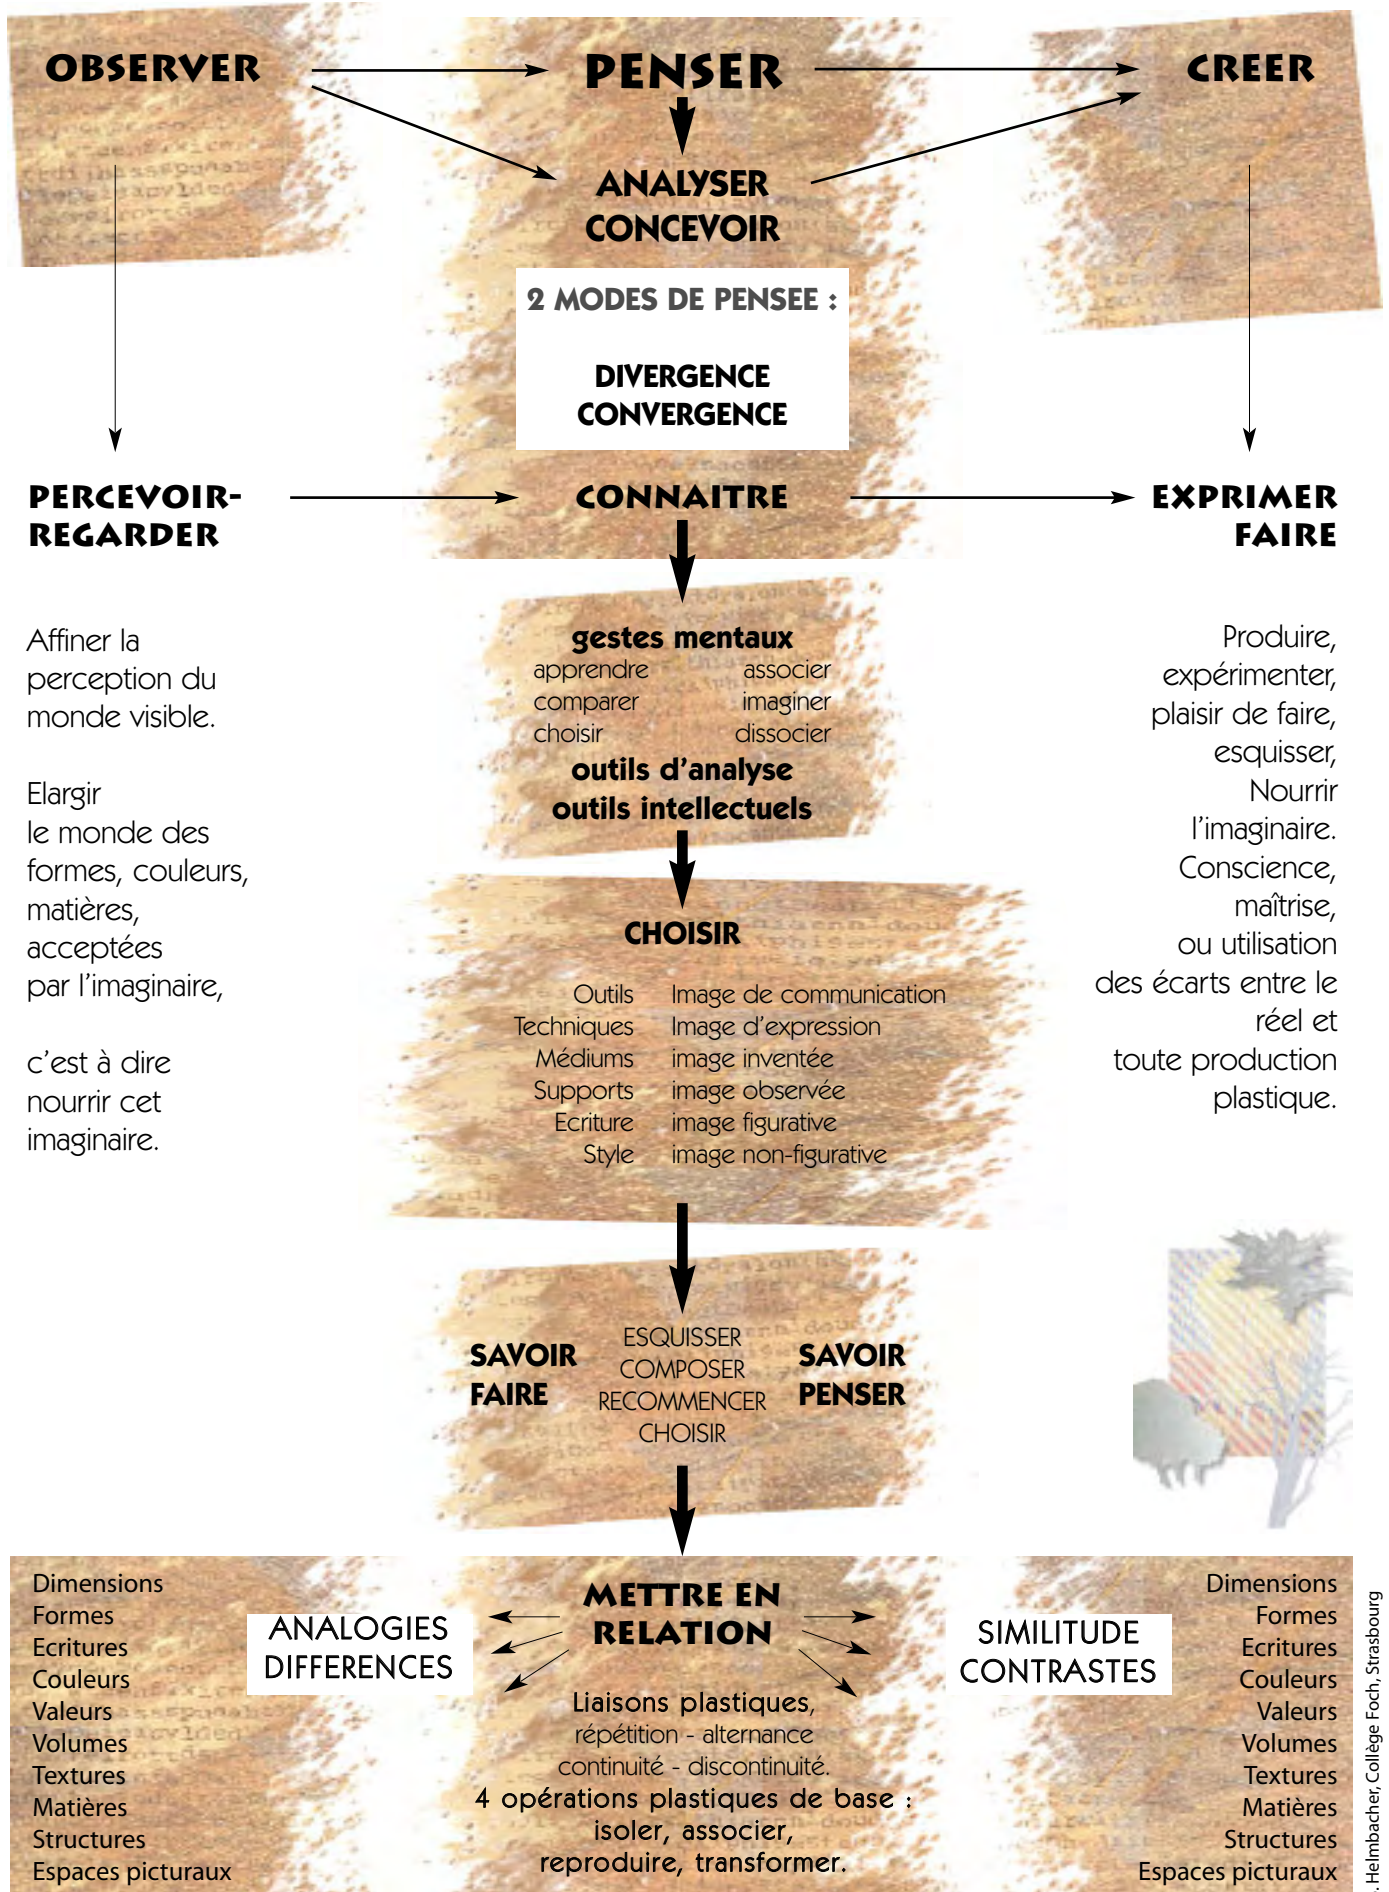 OBSERVER
PENSER
CREER
ANALYSER
CONCEVOIR
2 MODES DE PENSEE :
DIVERGENCE
CONVERGENCE
PERCEVOIR-
REGARDER
CONNAITRE
EXPRIMER
FAIRE
Affiner la
perception du
monde visible.
Elargir
le monde des
formes, couleurs,
matières,
acceptées
par l'imaginaire,
c'est à dire
nourrir cet
imaginaire.
gestes mentaux
apprendre associer
comparer imaginer
choisir dissocier
outils d'analyse
outils intellectuels
Produire,
expérimenter,
plaisir de faire,
esquisser,
Nourrir
l'imaginaire.
Conscience,
maîtrise,
ou utilisation
des écarts entre le
réel et
toute production
plastique.
CHOISIR
Outils Image de communication
Techniques Image d'expression
Médiums image inventée
Supports image observée
Ecriture image figurative
Style image non-figurative
SAVOIR
FAIRE
ESQUISSER
COMPOSER
RECOMMENCER
CHOISIR
SAVOIR
PENSER
Dimensions
Formes
Ecritures
Couleurs
Valeurs
Volumes
Textures
Matières
Structures
Espaces picturaux
ANALOGIES
DIFFERENCES
METTRE EN
RELATION
Liaisons plastiques,
répétition - alternance
continuité - discontinuité.
4 opérations plastiques de base :
isoler, associer,
reproduire, transformer.
SIMILITUDE
CONTRASTES
Dimensions
Formes
Ecritures
Couleurs
Valeurs
Volumes
Textures
Matières
Structures
Espaces picturaux
. Helmbacher, Collège Foch, Strasbourg